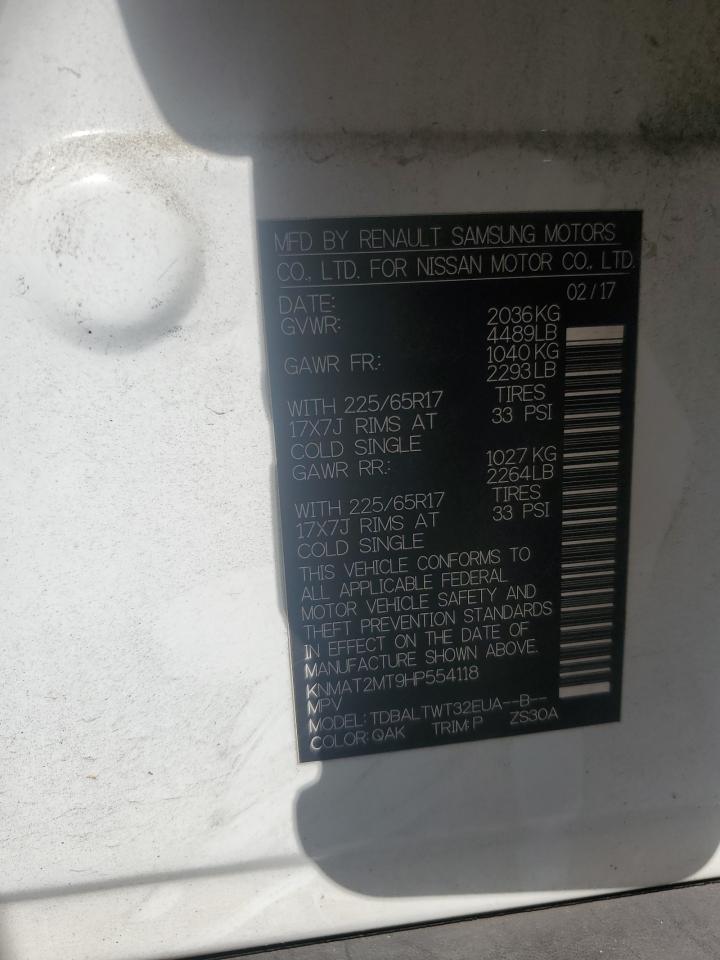 MFD BY RENAULT SAMSUNG MOTORS
CO., LTD. FOR NISSAN MOTOR CO., LTD.
DATE: 02/17
GVWR: 2036KG
4489LB
GAWR FR.: 1040 KG
2293LB
WITH 225/65R17 TIRES
17X7J RIMS AT 33 PSI
COLD SINGLE
GAWR RR.: 1027 KG
2264LB
WITH 225/65R17 TIRES
17X7J RIMS AT 33 PSI
COLD SINGLE
THIS VEHICLE CONFORMS TO
ALL APPLICABLE FEDERAL
MOTOR VEHICLE SAFETY AND
THEFT PREVENTION STANDARDS
IN EFFECT ON THE DATE OF
MANUFACTURE SHOWN ABOVE.
KNMAT2MT9HP554118
MPV
MODEL: TDBALTWT32EUA--B--
COLOR: QAK TRIM:P ZS30A